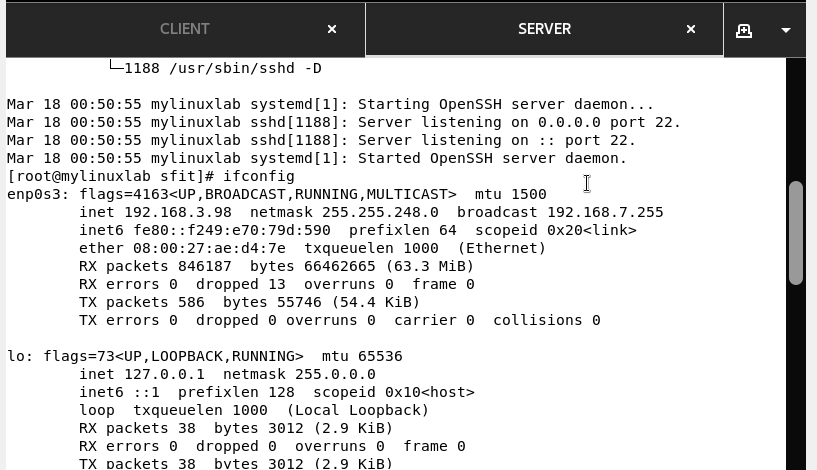 CLIENT × SERVER ×
└─1188 /usr/sbin/sshd -D
Mar 18 00:50:55 mylinuxlab systemd[1]: Starting OpenSSH server daemon...
Mar 18 00:50:55 mylinuxlab sshd[1188]: Server listening on 0.0.0.0 port 22.
Mar 18 00:50:55 mylinuxlab sshd[1188]: Server listening on :: port 22.
Mar 18 00:50:55 mylinuxlab systemd[1]: Started OpenSSH server daemon.
[root@mylinuxlab sfit]# ifconfig
enp0s3: flags=4163<UP,BROADCAST,RUNNING,MULTICAST>  mtu 1500
        inet 192.168.3.98  netmask 255.255.248.0  broadcast 192.168.7.255
        inet6 fe80::f249:e70:79d:590  prefixlen 64  scopeid 0x20<link>
        ether 08:00:27:ae:d4:7e  txqueuelen 1000  (Ethernet)
        RX packets 846187  bytes 66462665 (63.3 MiB)
        RX errors 0  dropped 13  overruns 0  frame 0
        TX packets 586  bytes 55746 (54.4 KiB)
        TX errors 0  dropped 0 overruns 0  carrier 0  collisions 0
lo: flags=73<UP,LOOPBACK,RUNNING>  mtu 65536
        inet 127.0.0.1  netmask 255.0.0.0
        inet6 ::1  prefixlen 128  scopeid 0x10<host>
        loop  txqueuelen 1000  (Local Loopback)
        RX packets 38  bytes 3012 (2.9 KiB)
        RX errors 0  dropped 0  overruns 0  frame 0
        TX packets 38  bytes 3012 (2.9 KiB)